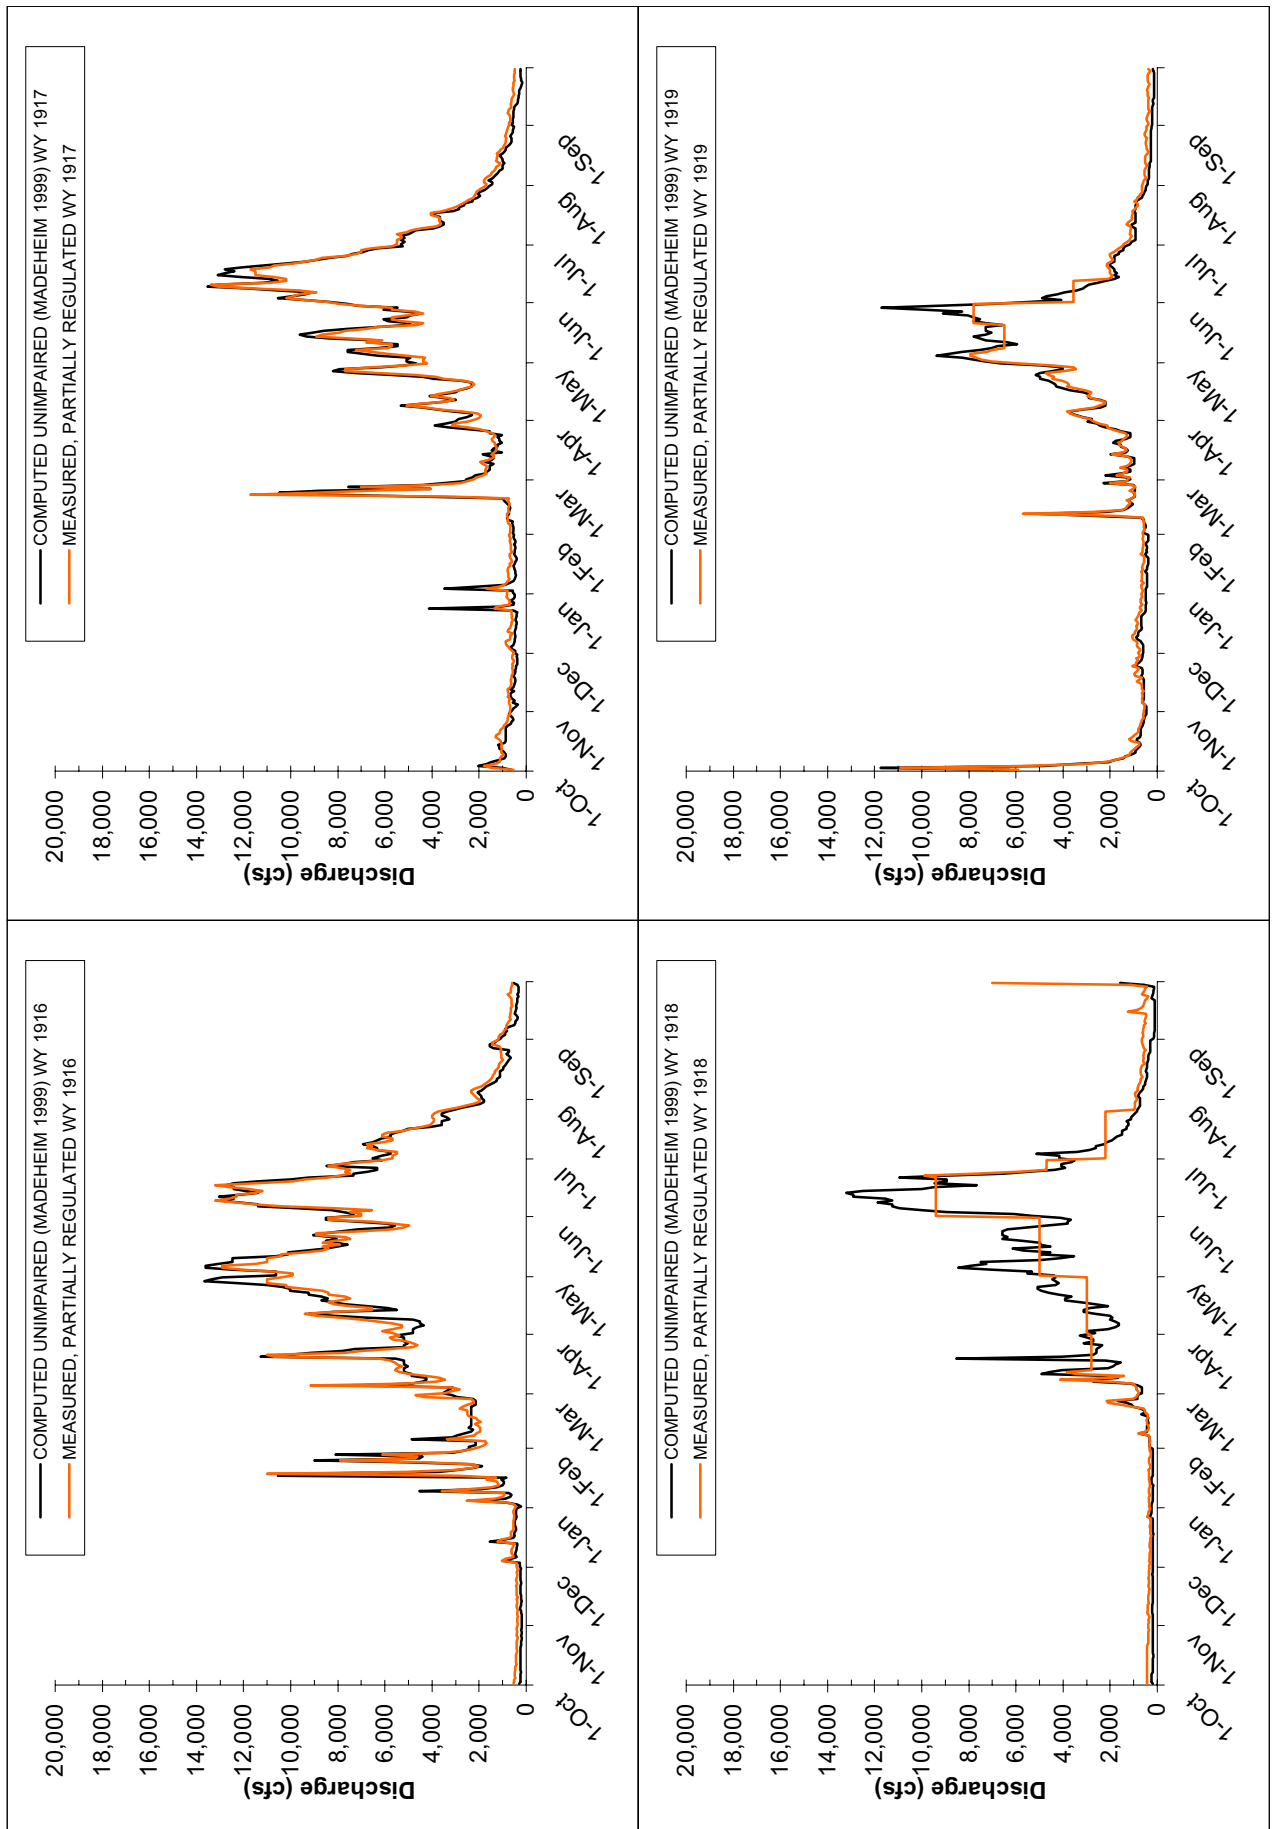 COMPUTED UNIMPAIRED (MADEHEIM 1999) WY 1916
MEASURED, PARTIALLY REGULATED WY 1916
Discharge (cfs)
20,000
18,000
16,000
14,000
12,000
10,000
8,000
6,000
4,000
2,000
0
1-Oct
1-Nov
1-Dec
1-Jan
1-Feb
1-Mar
1-Apr
1-May
1-Jun
1-Jul
1-Aug
1-Sep
COMPUTED UNIMPAIRED (MADEHEIM 1999) WY 1917
MEASURED, PARTIALLY REGULATED WY 1917
Discharge (cfs)
20,000
18,000
16,000
14,000
12,000
10,000
8,000
6,000
4,000
2,000
0
1-Oct
1-Nov
1-Dec
1-Jan
1-Feb
1-Mar
1-Apr
1-May
1-Jun
1-Jul
1-Aug
1-Sep
COMPUTED UNIMPAIRED (MADEHEIM 1999) WY 1918
MEASURED, PARTIALLY REGULATED WY 1918
Discharge (cfs)
20,000
18,000
16,000
14,000
12,000
10,000
8,000
6,000
4,000
2,000
0
1-Oct
1-Nov
1-Dec
1-Jan
1-Feb
1-Mar
1-Apr
1-May
1-Jun
1-Jul
1-Aug
1-Sep
COMPUTED UNIMPAIRED (MADEHEIM 1999) WY 1919
MEASURED, PARTIALLY REGULATED WY 1919
Discharge (cfs)
20,000
18,000
16,000
14,000
12,000
10,000
8,000
6,000
4,000
2,000
0
1-Oct
1-Nov
1-Dec
1-Jan
1-Feb
1-Mar
1-Apr
1-May
1-Jun
1-Jul
1-Aug
1-Sep